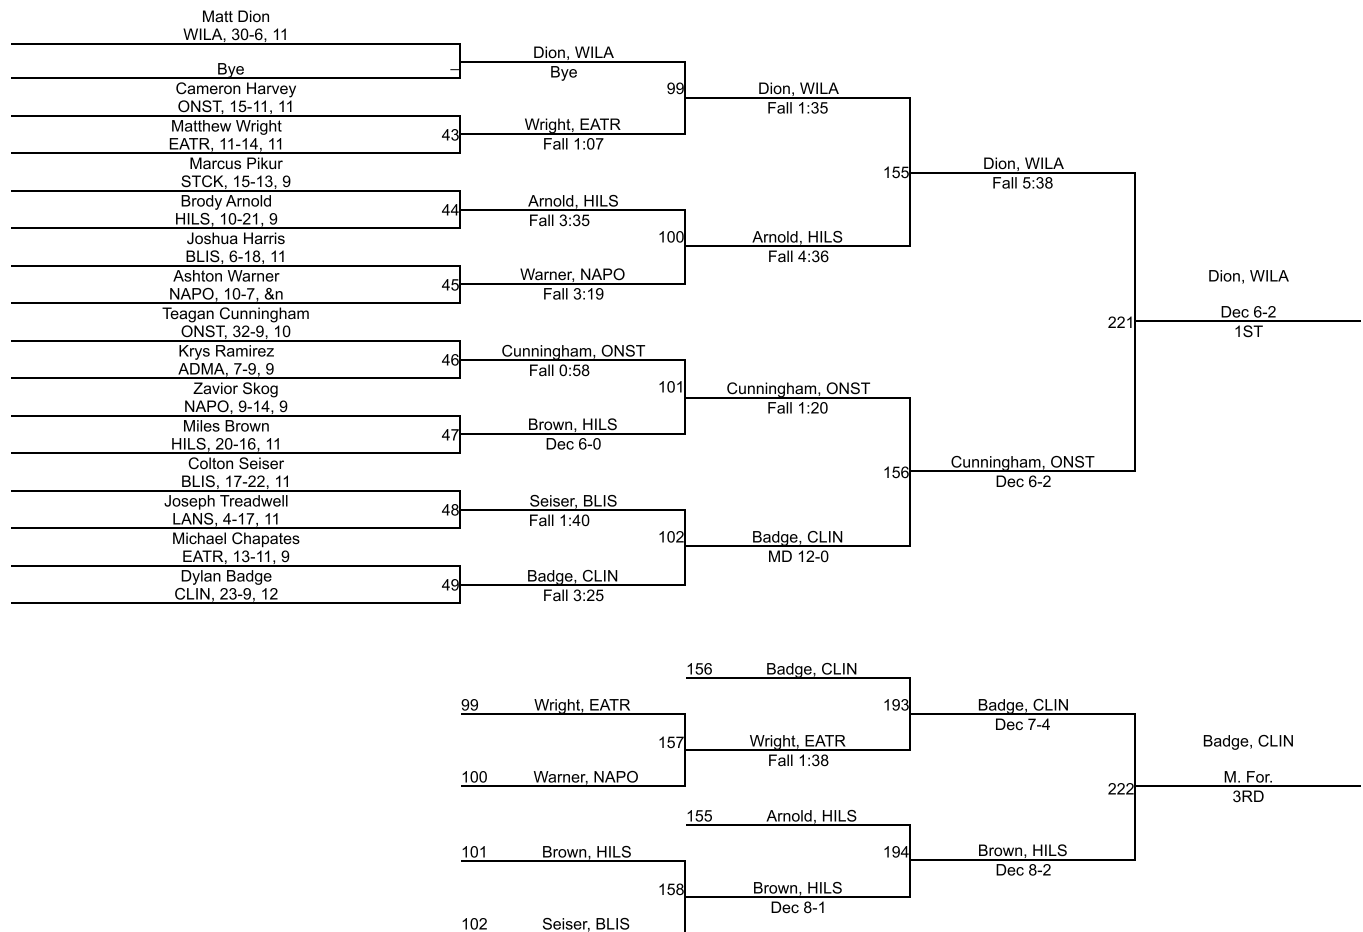 Matt Dion
WILA, 30-6, 11
Bye
Cameron Harvey
ONST, 15-11, 11
Matthew Wright
EATR, 11-14, 11
43
Marcus Pikur
STCK, 15-13, 9
Brody Arnold
HILS, 10-21, 9
44
Joshua Harris
BLIS, 6-18, 11
Ashton Warner
NAPO, 10-7, &n
45
Teagan Cunningham
ONST, 32-9, 10
Krys Ramirez
ADMA, 7-9, 9
46
Zavior Skog
NAPO, 9-14, 9
Miles Brown
HILS, 20-16, 11
47
Colton Seiser
BLIS, 17-22, 11
Joseph Treadwell
LANS, 4-17, 11
48
Michael Chapates
EATR, 13-11, 9
Dylan Badge
CLIN, 23-9, 12
49
Dion, WILA
Bye
99
Wright, EATR
Fall 1:07
Arnold, HILS
Fall 3:35
100
Warner, NAPO
Fall 3:19
Cunningham, ONST
Fall 0:58
101
Brown, HILS
Dec 6-0
Seiser, BLIS
Fall 1:40
102
Badge, CLIN
Fall 3:25
Dion, WILA
Fall 1:35
155
Arnold, HILS
Fall 4:36
Cunningham, ONST
Fall 1:20
156
Badge, CLIN
MD 12-0
Dion, WILA
Fall 5:38
221
Cunningham, ONST
Dec 6-2
Dion, WILA
Dec 6-2
1ST
156 Badge, CLIN
99 Wright, EATR
193
Badge, CLIN
Dec 7-4
157
Wright, EATR
Fall 1:38
100 Warner, NAPO
Badge, CLIN
222
M. For.
3RD
155 Arnold, HILS
101 Brown, HILS
194
Brown, HILS
Dec 8-2
158
Brown, HILS
Dec 8-1
102 Seiser, BLIS